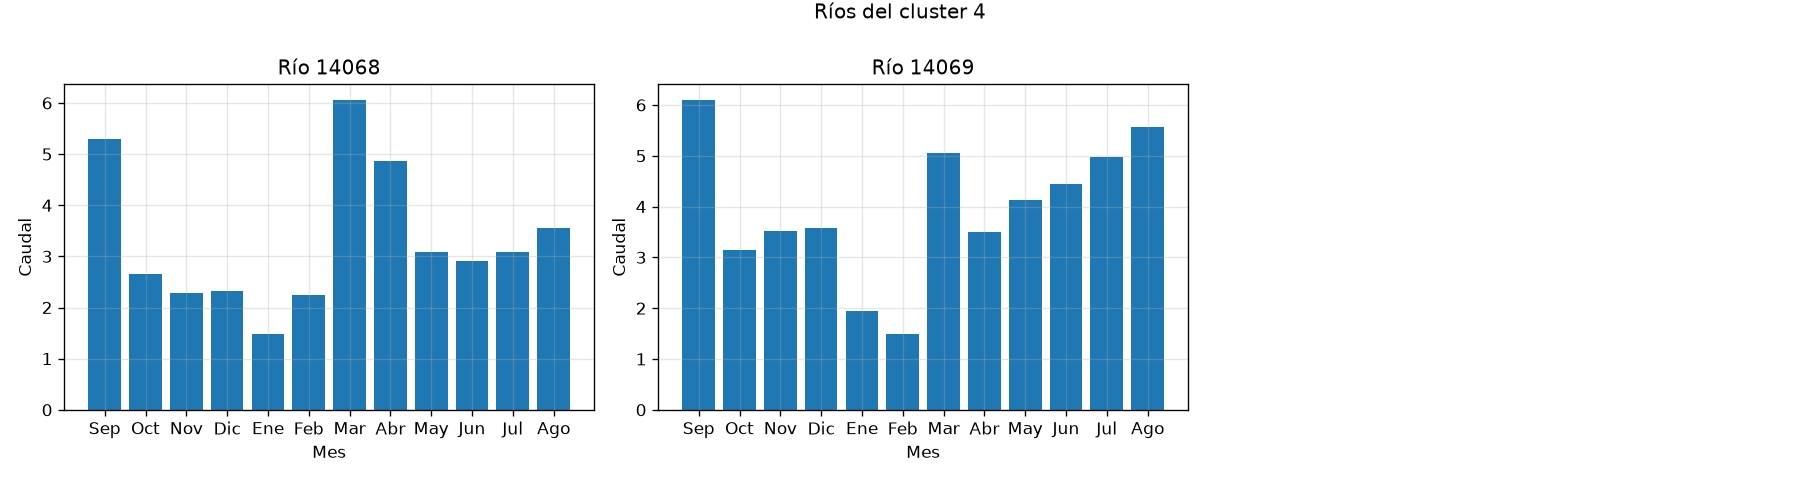 Ríos del cluster 4
Río 14068
Caudal
6
5
4
3
2
1
0
Sep Oct Nov Dic Ene Feb Mar Abr May Jun Jul Ago
Mes
Río 14069
Caudal
6
5
4
3
2
1
0
Sep Oct Nov Dic Ene Feb Mar Abr May Jun Jul Ago
Mes